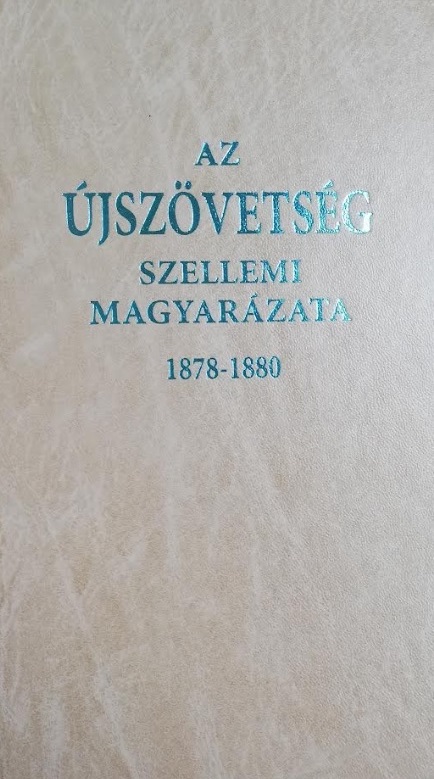 AZ
ÚJSZÖVETSÉG
SZELLEMI
MAGYARÁZATA
1878-1880